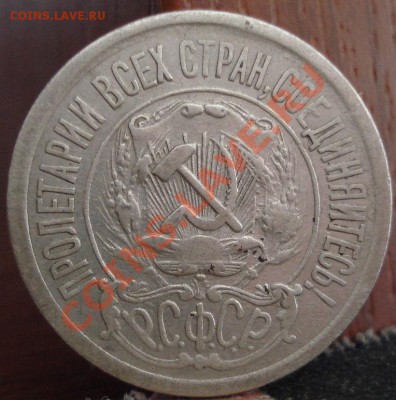 COINS.LAVE.RU
ПРОЛЕТАРИИ ВСЕХ СТРАН, СОЕДИНЯЙТЕСЬ!
Р.С.Ф.С.Р.
COINS.LAVE.RU